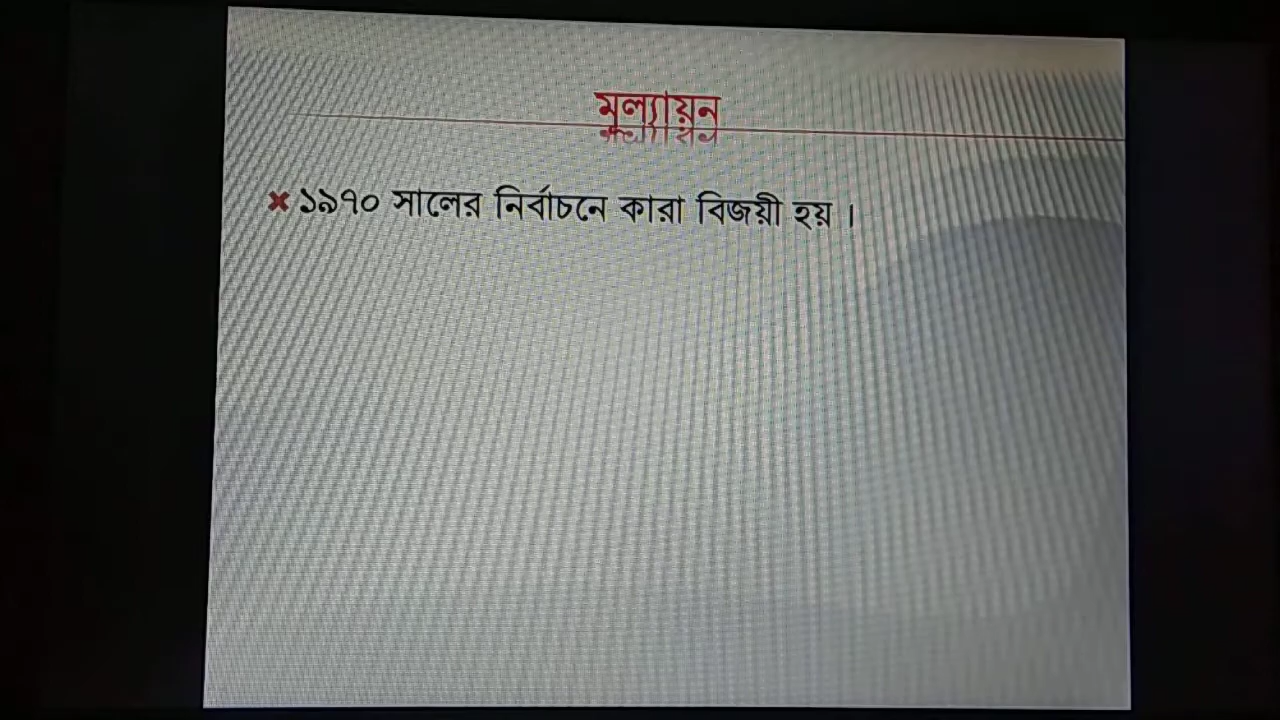 মূল্যায়ন
১৯৭০ সালের নির্বাচনে কারা বিজয়ী হয় ।